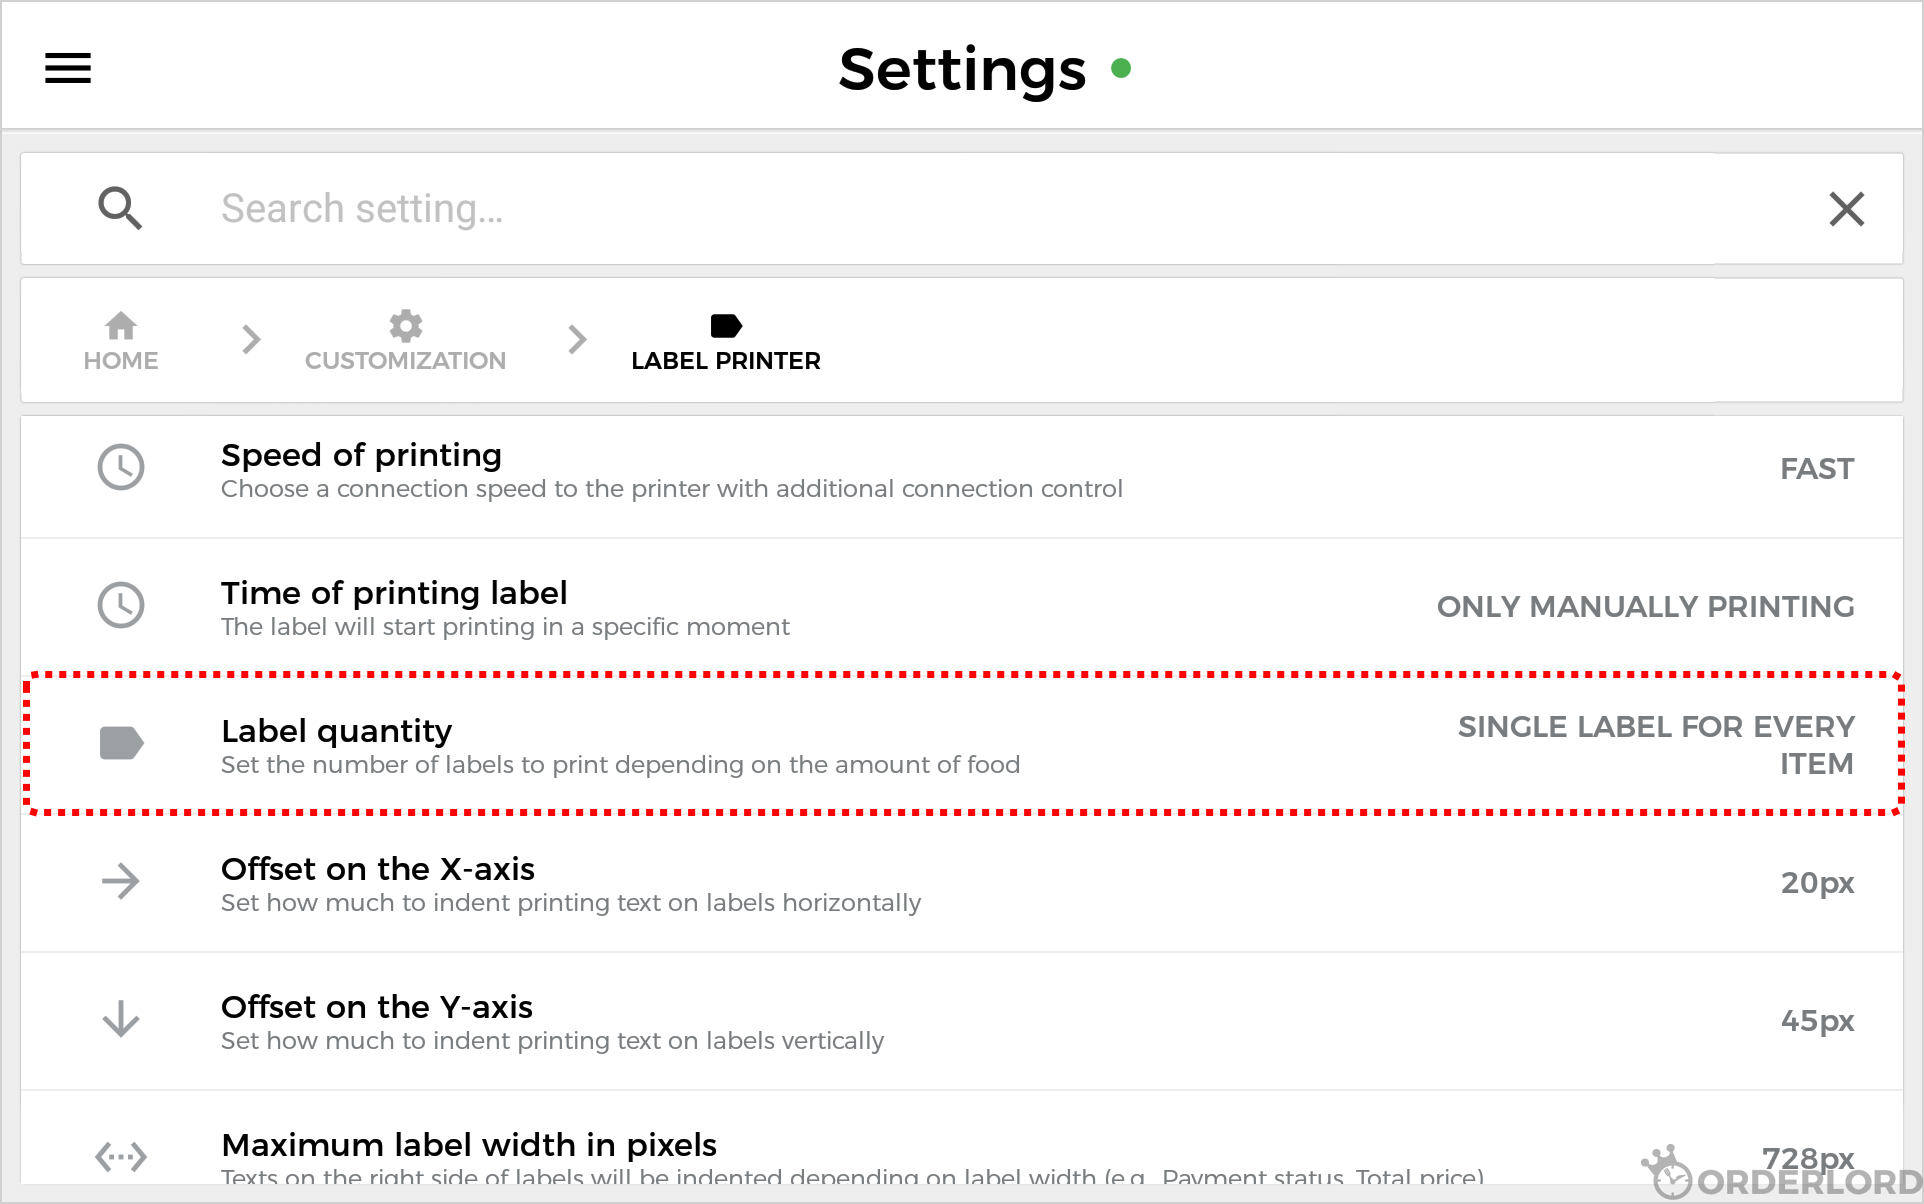 Settings
Search setting...
HOME
CUSTOMIZATION
LABEL PRINTER
Speed of printing
Choose a connection speed to the printer with additional connection control
FAST
Time of printing label
The label will start printing in a specific moment
ONLY MANUALLY PRINTING
Label quantity
Set the number of labels to print depending on the amount of food
SINGLE LABEL FOR EVERY
ITEM
Offset on the X-axis
Set how much to indent printing text on labels horizontally
20px
Offset on the Y-axis
Set how much to indent printing text on labels vertically
45px
Maximum label width in pixels
Texts on the right side of labels will be indented depending on label width (e.g., Payment status, Total price)
728px
ORDERLORD